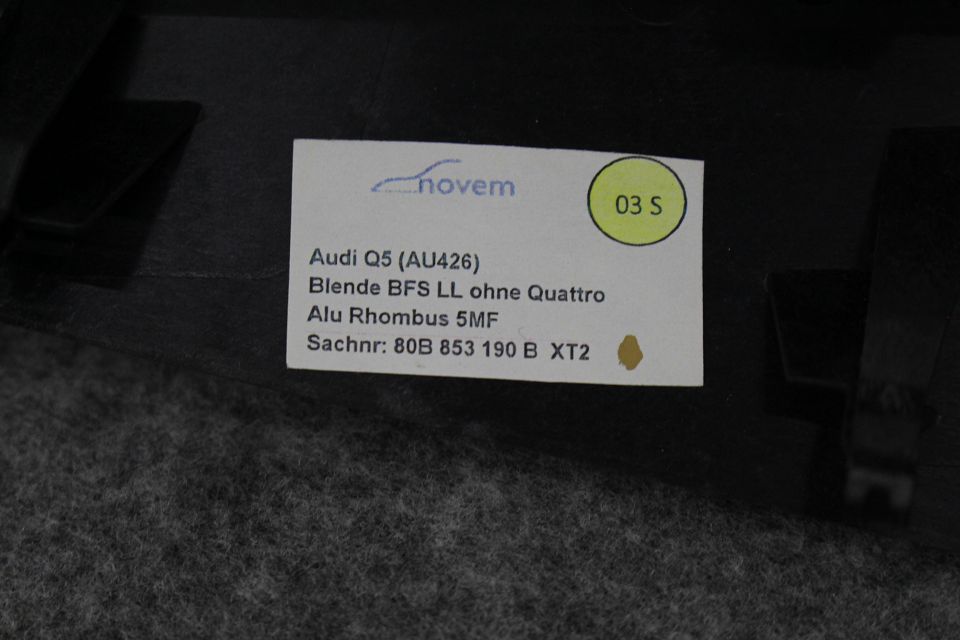 novem
03 S
Audi Q5 (AU426)
Blende BFS LL ohne Quattro
Alu Rhombus 5MF
Sachnr: 80B 853 190 B XT2